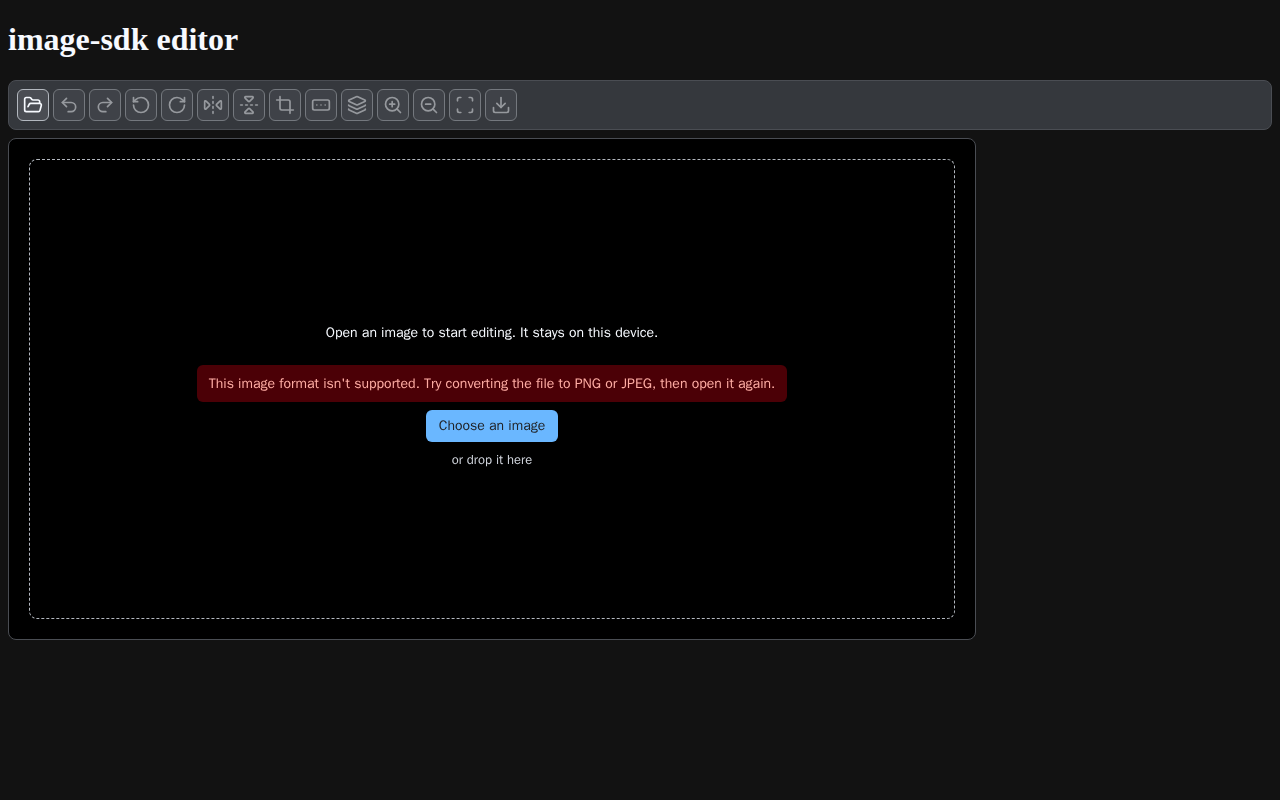 image-sdk editor
Open an image to start editing. It stays on this device.
This image format isn't supported. Try converting the file to PNG or JPEG, then open it again.
Choose an image
or drop it here